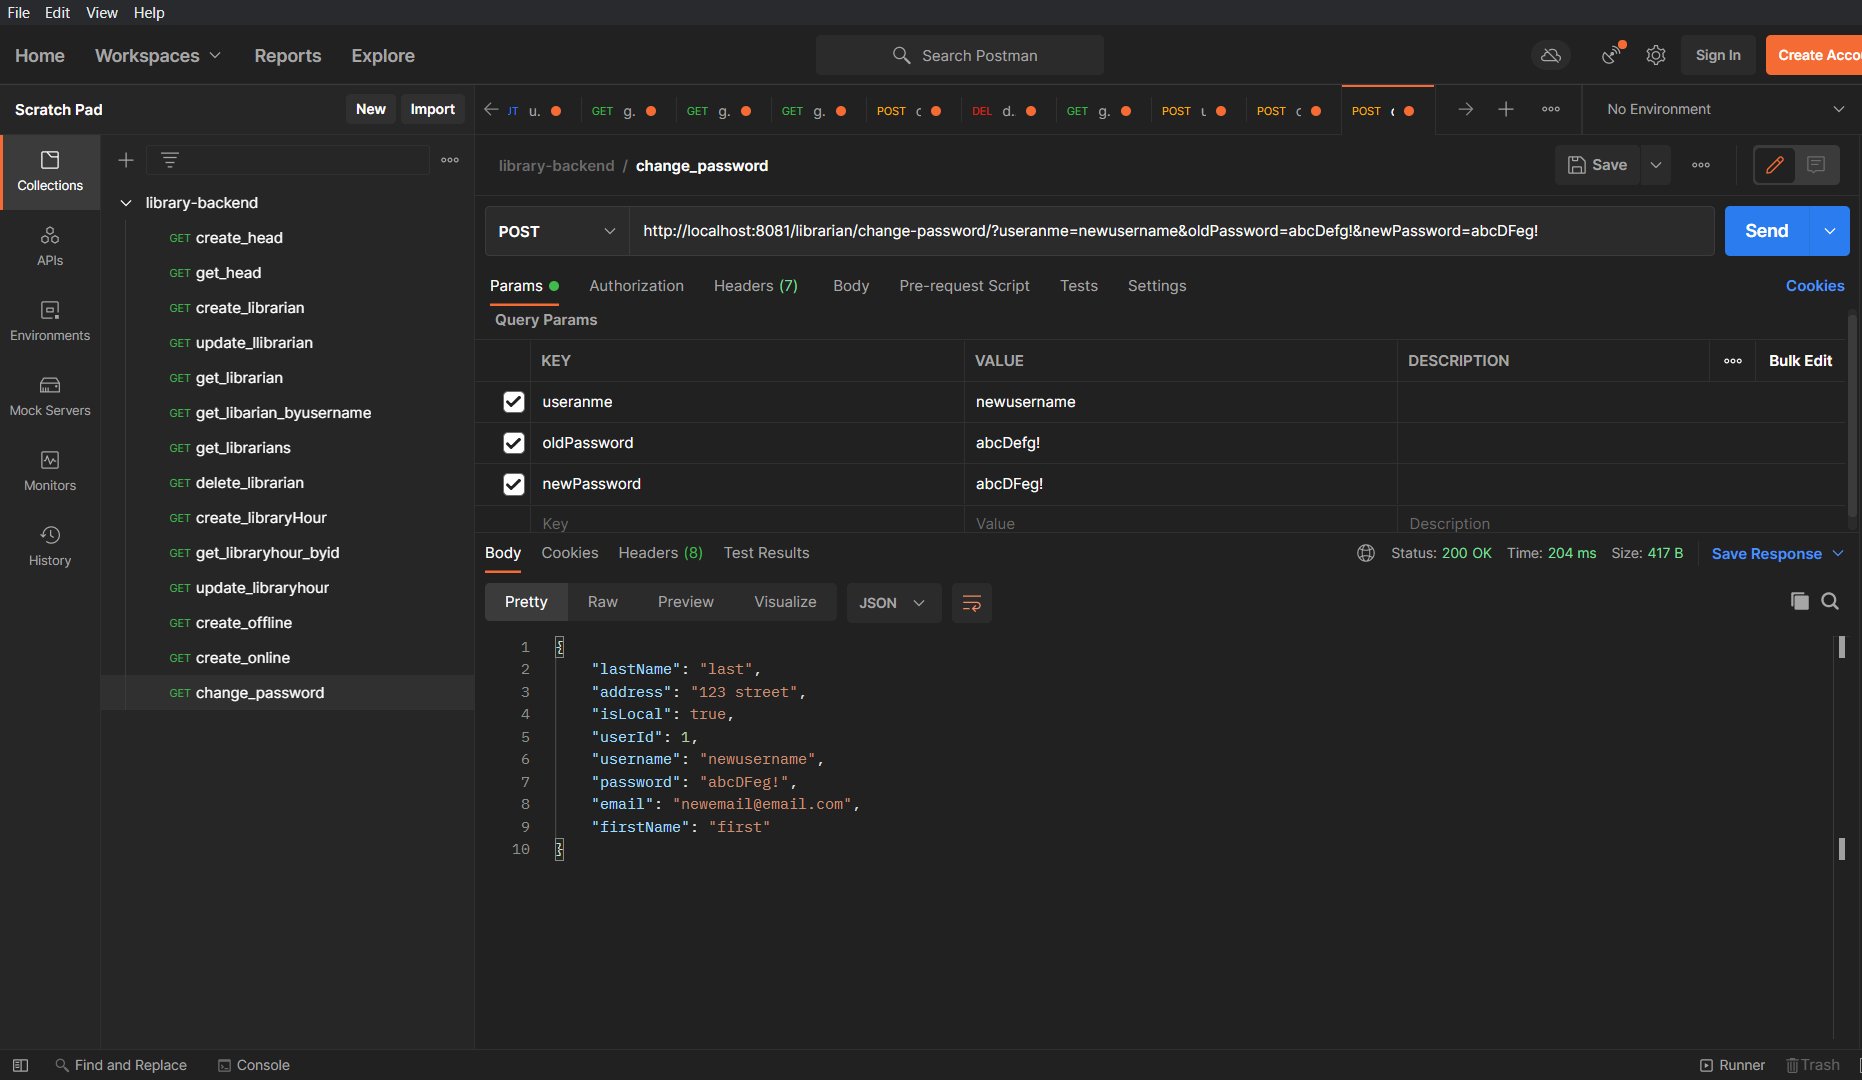 File Edit View Help
Home Workspaces Reports Explore Search Postman Sign In Create Acco
Scratch Pad New Import
UT u. GET g. GET g. GET g. POST c DEL d. GET g. POST u POST c POST c No Environment
library-backend / change_password Save
Collections
APIs
Environments
Mock Servers
Monitors
History
library-backend
GET create_head
GET get_head
GET create_librarian
GET update_llibrarian
GET get_librarian
GET get_libarian_byusername
GET get_librarians
GET delete_librarian
GET create_libraryHour
GET get_libraryhour_byid
GET update_libraryhour
GET create_offline
GET create_online
GET change_password
POST http://localhost:8081/librarian/change-password/?useranme=newusername&oldPassword=abcDefg!&newPassword=abcDFeg! Send
Params Authorization Headers (7) Body Pre-request Script Tests Settings Cookies
Query Params
KEY VALUE DESCRIPTION Bulk Edit
useranme newusername
oldPassword abcDefg!
newPassword abcDFeg!
Key Value Description
Body Cookies Headers (8) Test Results Status: 200 OK Time: 204 ms Size: 417 B Save Response
Pretty Raw Preview Visualize JSON
1 {
2 "lastName": "last",
3 "address": "123 street",
4 "isLocal": true,
5 "userId": 1,
6 "username": "newusername",
7 "password": "abcDFeg!",
8 "email": "newemail@email.com",
9 "firstName": "first"
10 }
Find and Replace Console Runner Trash